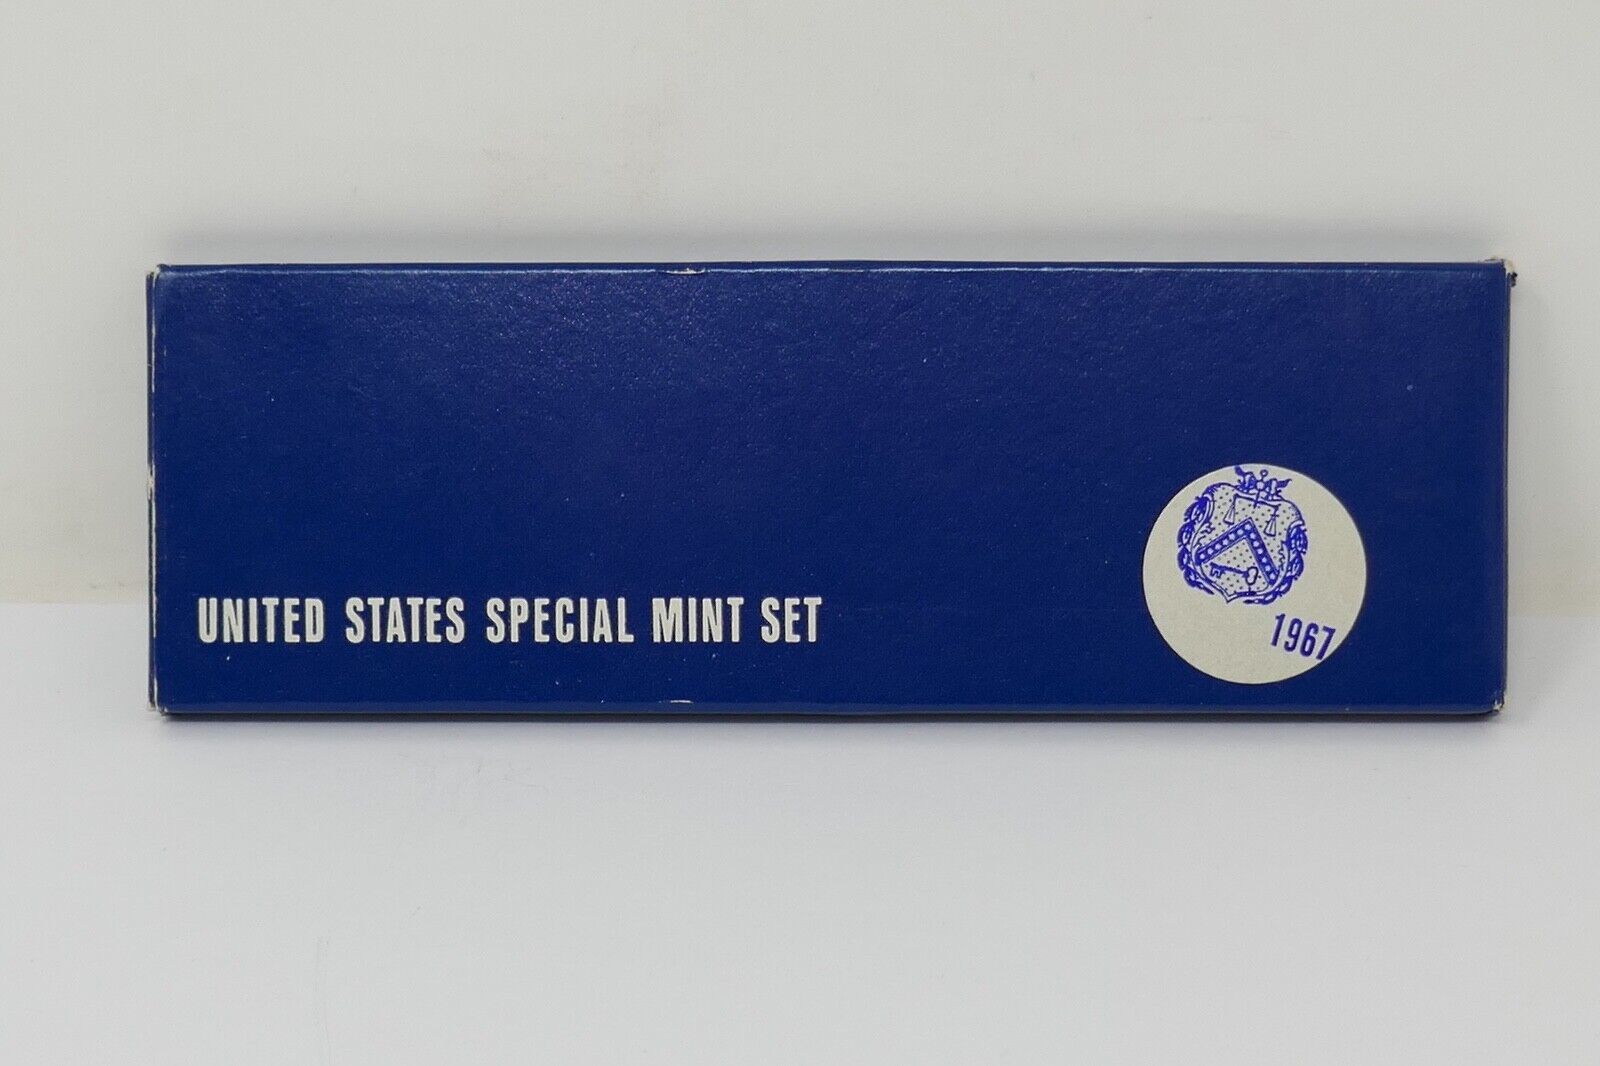 UNITED STATES SPECIAL MINT SET
1967